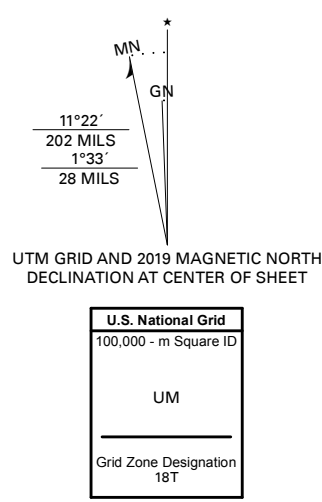 ★
MN
GN
11°22´
202 MILS
1°33´
28 MILS
UTM GRID AND 2019 MAGNETIC NORTH
DECLINATION AT CENTER OF SHEET
U.S. National Grid
100,000 - m Square ID
UM
Grid Zone Designation
18T